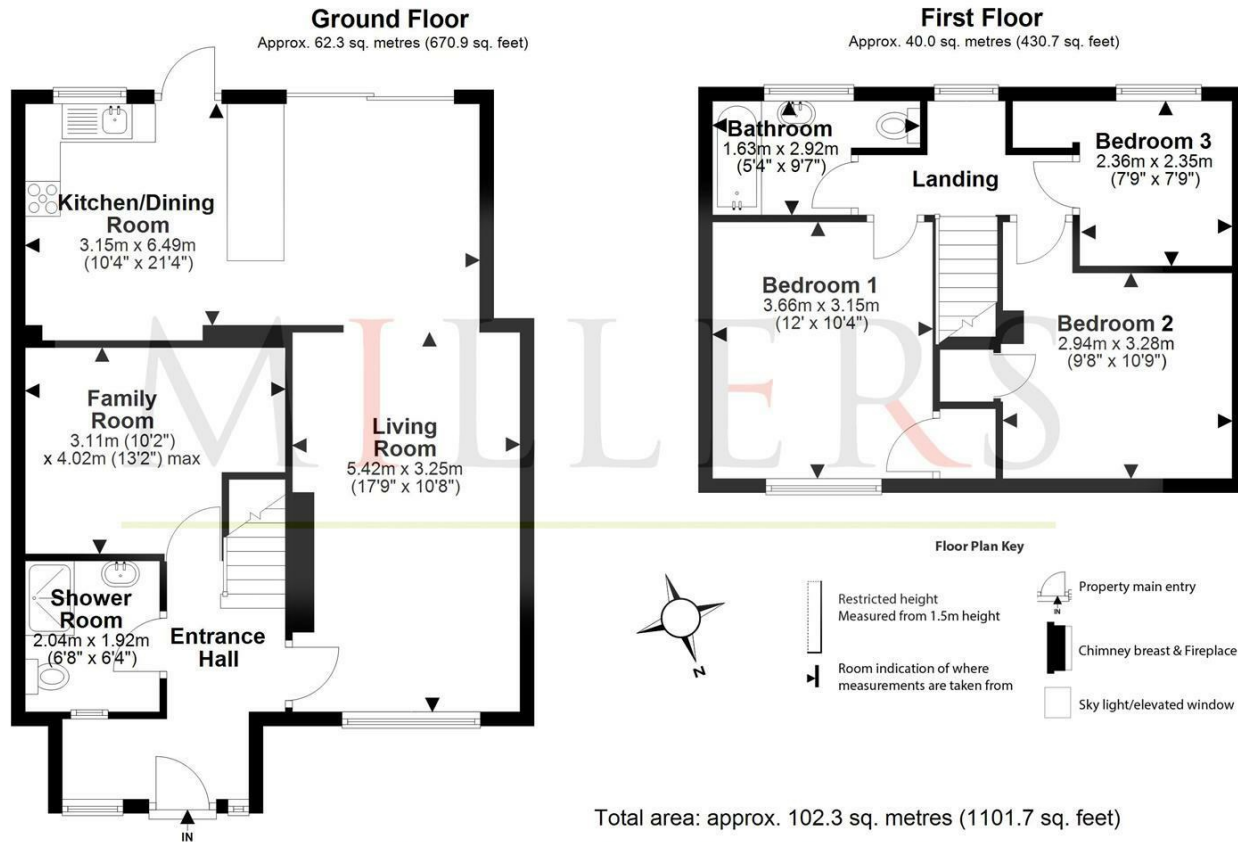 Ground Floor
Approx. 62.3 sq. metres (670.9 sq. feet)
Kitchen/Dining
Room
3.15m x 6.49m
(10'4" x 21'4")
Family
Room
3.11m (10'2")
x 4.02m (13'2") max
Living
Room
5.42m x 3.25m
(17'9" x 10'8")
Shower
Room
2.04m x 1.92m
(6'8" x 6'4")
Entrance
Hall
IN
First Floor
Approx. 40.0 sq. metres (430.7 sq. feet)
Bathroom
1.63m x 2.92m
(5'4" x 9'7")
Landing
Bedroom 3
2.36m x 2.35m
(7'9" x 7'9")
Bedroom 1
3.66m x 3.15m
(12' x 10'4")
Bedroom 2
2.94m x 3.28m
(9'8" x 10'9")
MILLERS
Floor Plan Key
N
Restricted height
Measured from 1.5m height
Room indication of where
measurements are taken from
Property main entry
IN
Chimney breast & Fireplace
Sky light/elevated window
Total area: approx. 102.3 sq. metres (1101.7 sq. feet)